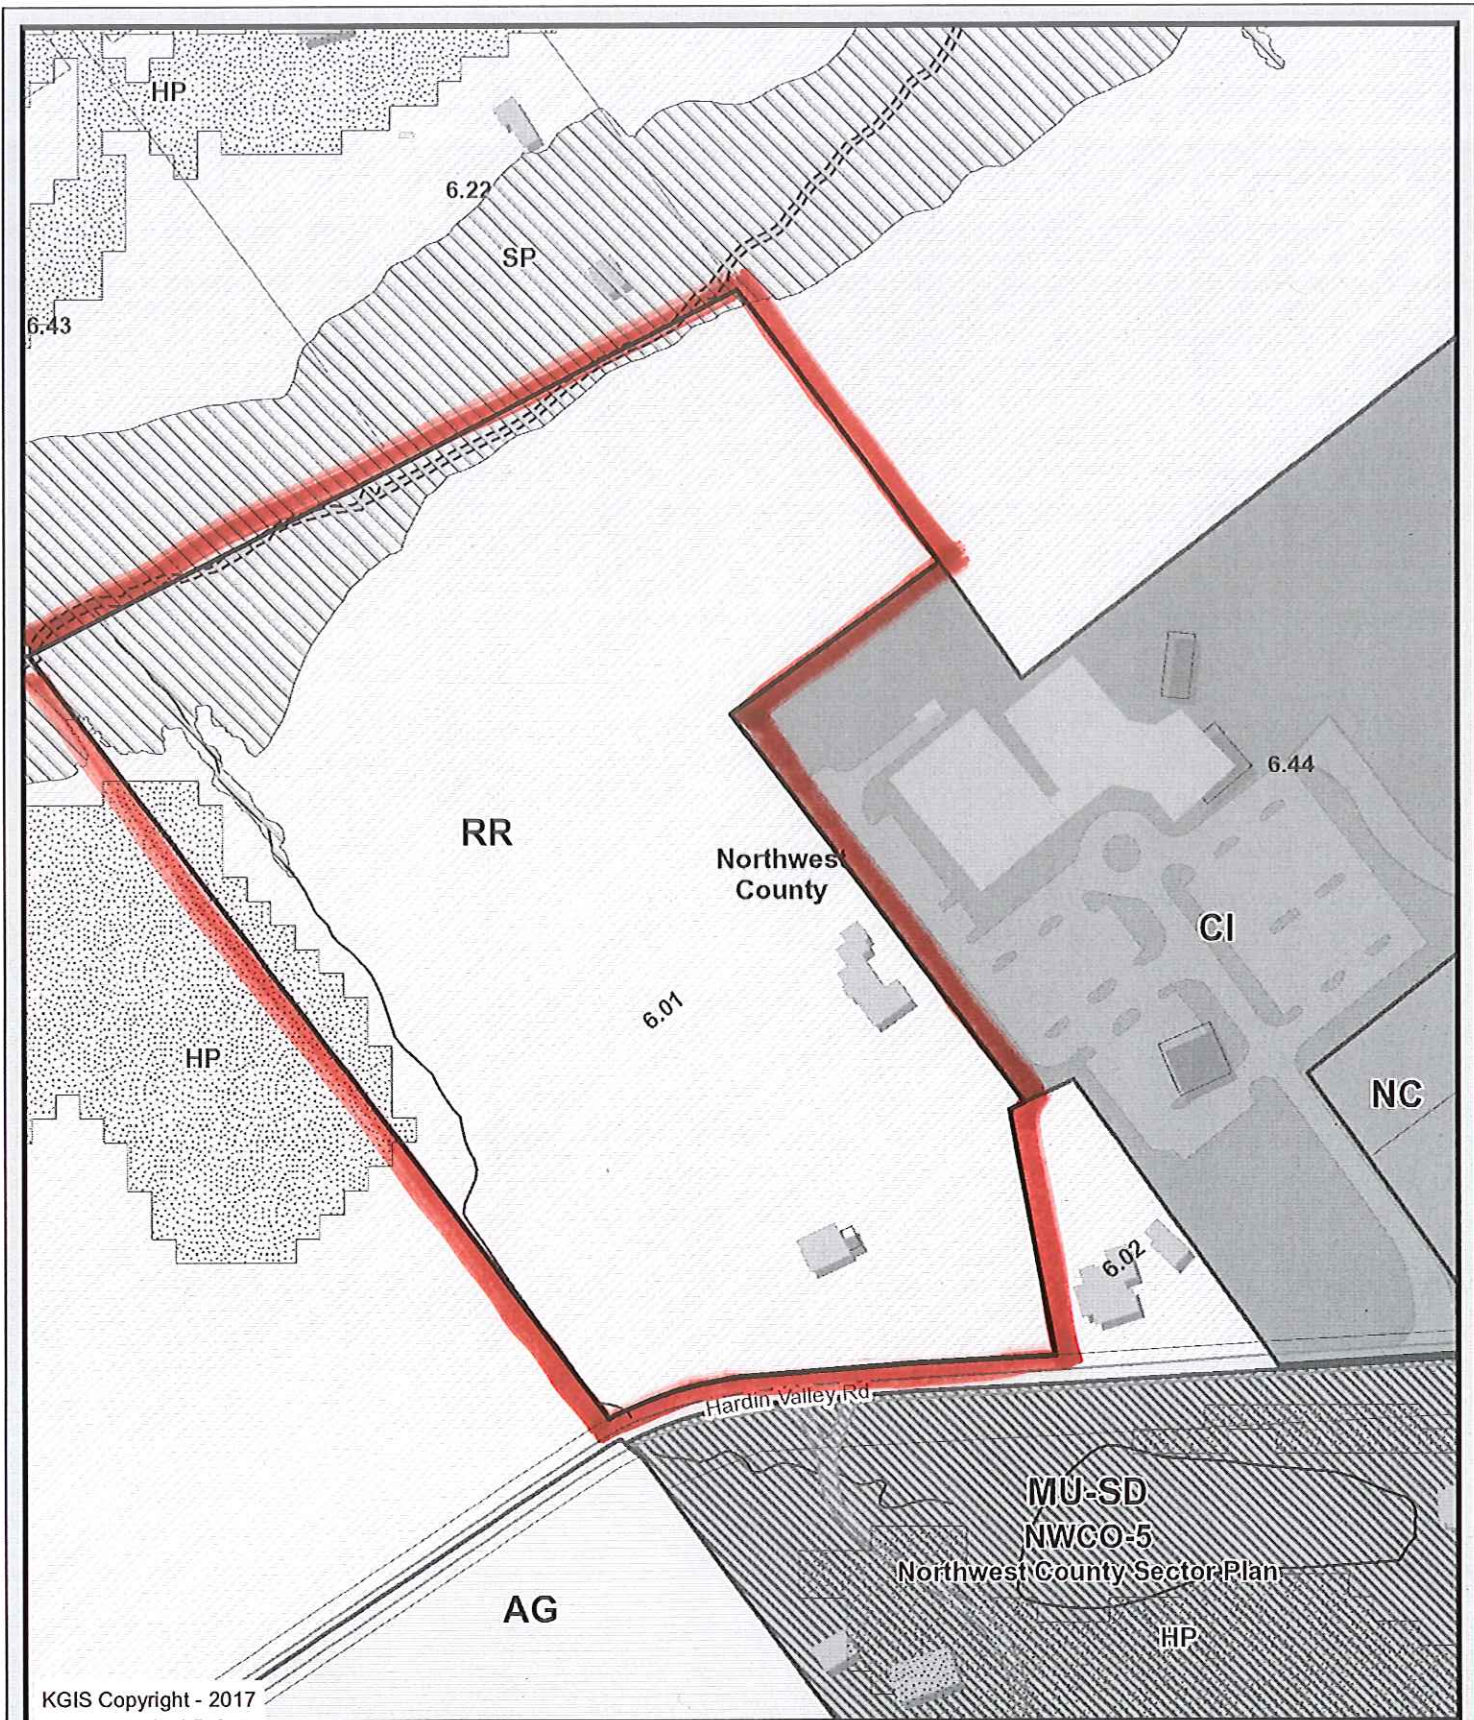 HP
6.22
SP
6.43
6.44
RR
Northwest
County
CI
6.01
HP
NC
6.02
Hardin Valley Rd
MU-SD
NWCO-5
Northwest County Sector Plan
AG
HP
KGIS Copyright - 2017